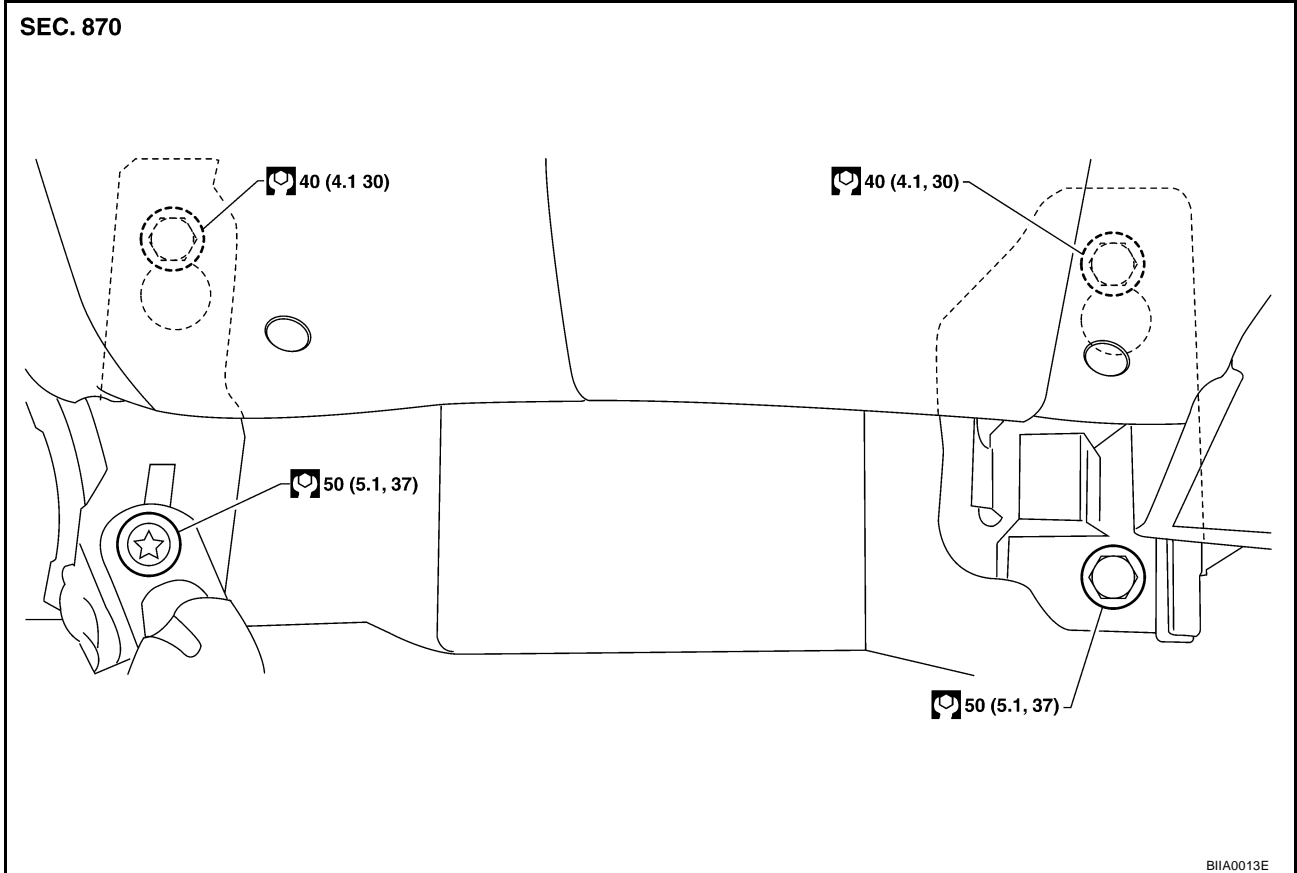 SEC. 870
40 (4.1 30)
40 (4.1, 30)
50 (5.1, 37)
50 (5.1, 37)
BIIA0013E